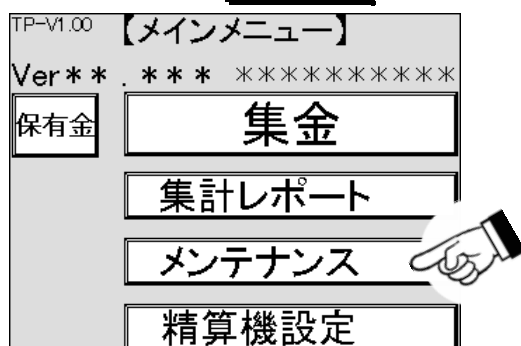 TP-V1.00 【メインメニュー】
Ver**.*** **********
保有金 集金
集計レポート
メンテナンス
精算機設定